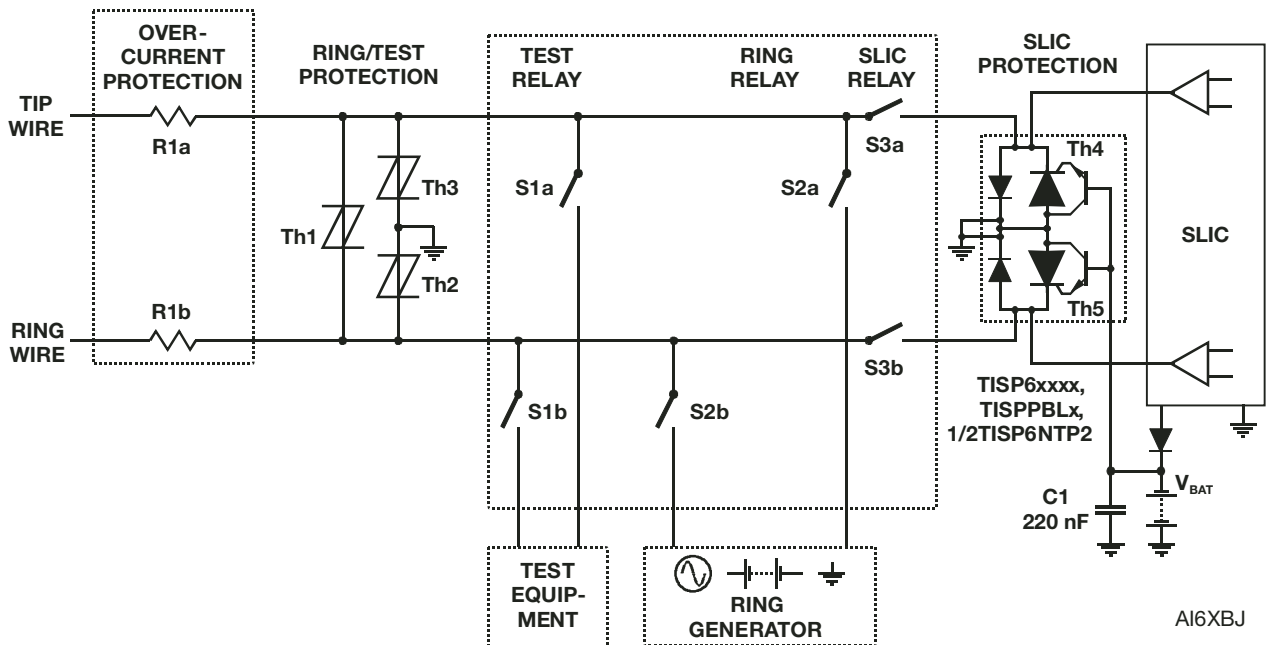 OVER-
CURRENT
PROTECTION
RING/TEST
PROTECTION
TEST
RELAY
RING
RELAY
SLIC
RELAY
SLIC
PROTECTION
TIP
WIRE
R1a
Th3
Th1
Th2
S1a
S2a
S3a
Th4
SLIC
Th5
R1b
RING
WIRE
S3b
S1b
S2b
TISP6xxxx,
TISPPBLx,
1/2TISP6NTP2
C1
220 nF
VBAT
TEST
EQUIP-
MENT
RING
GENERATOR
AI6XBJ